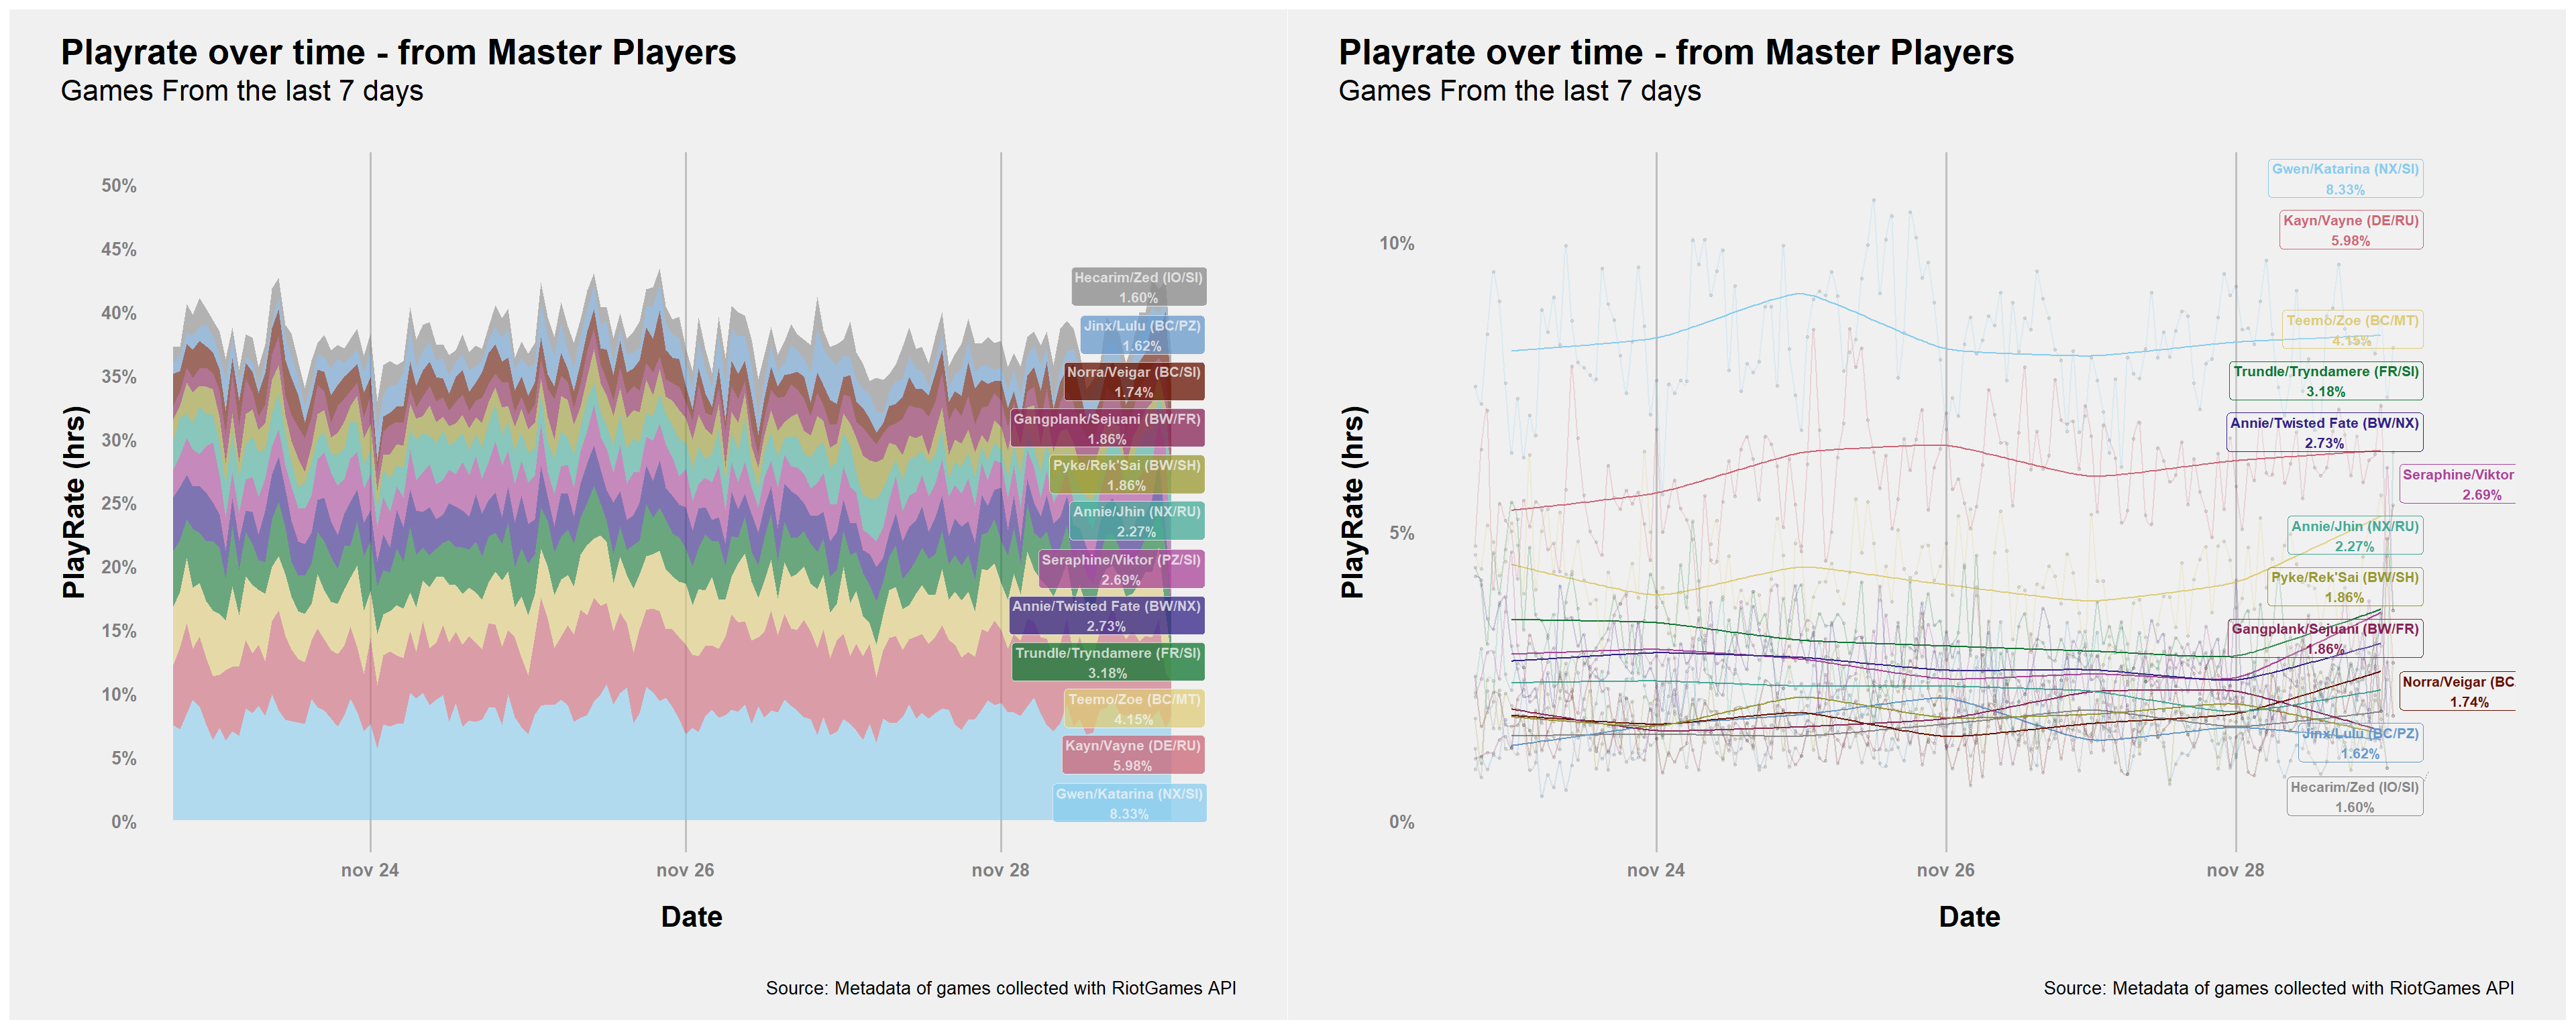 Playrate over time - from Master Players
Games From the last 7 days
PlayRate (hrs)
50%
45%
40%
35%
30%
25%
20%
15%
10%
5%
0%
Hecarim/Zed (IO/SI)
1.60%
Jinx/Lulu (BC/PZ)
1.62%
Norra/Veigar (BC/SI)
1.74%
Gangplank/Sejuani (BW/FR)
1.86%
Pyke/Rek'Sai (BW/SH)
1.86%
Annie/Jhin (NX/RU)
2.27%
Seraphine/Viktor (PZ/SI)
2.69%
Annie/Twisted Fate (BW/NX)
2.73%
Trundle/Tryndamere (FR/SI)
3.18%
Teemo/Zoe (BC/MT)
4.15%
Kayn/Vayne (DE/RU)
5.98%
Gwen/Katarina (NX/SI)
8.33%
nov 24
nov 26
nov 28
Date
Source: Metadata of games collected with RiotGames API
Playrate over time - from Master Players
Games From the last 7 days
PlayRate (hrs)
10%
5%
0%
Gwen/Katarina (NX/SI)
8.33%
Kayn/Vayne (DE/RU)
5.98%
Teemo/Zoe (BC/MT)
4.15%
Trundle/Tryndamere (FR/SI)
3.18%
Annie/Twisted Fate (BW/NX)
2.73%
Seraphine/Viktor
2.69%
Annie/Jhin (NX/RU)
2.27%
Pyke/Rek'Sai (BW/SH)
1.86%
Gangplank/Sejuani (BW/FR)
1.86%
Norra/Veigar (BC
1.74%
Jinx/Lulu (BC/PZ)
1.62%
Hecarim/Zed (IO/SI)
1.60%
nov 24
nov 26
nov 28
Date
Source: Metadata of games collected with RiotGames API